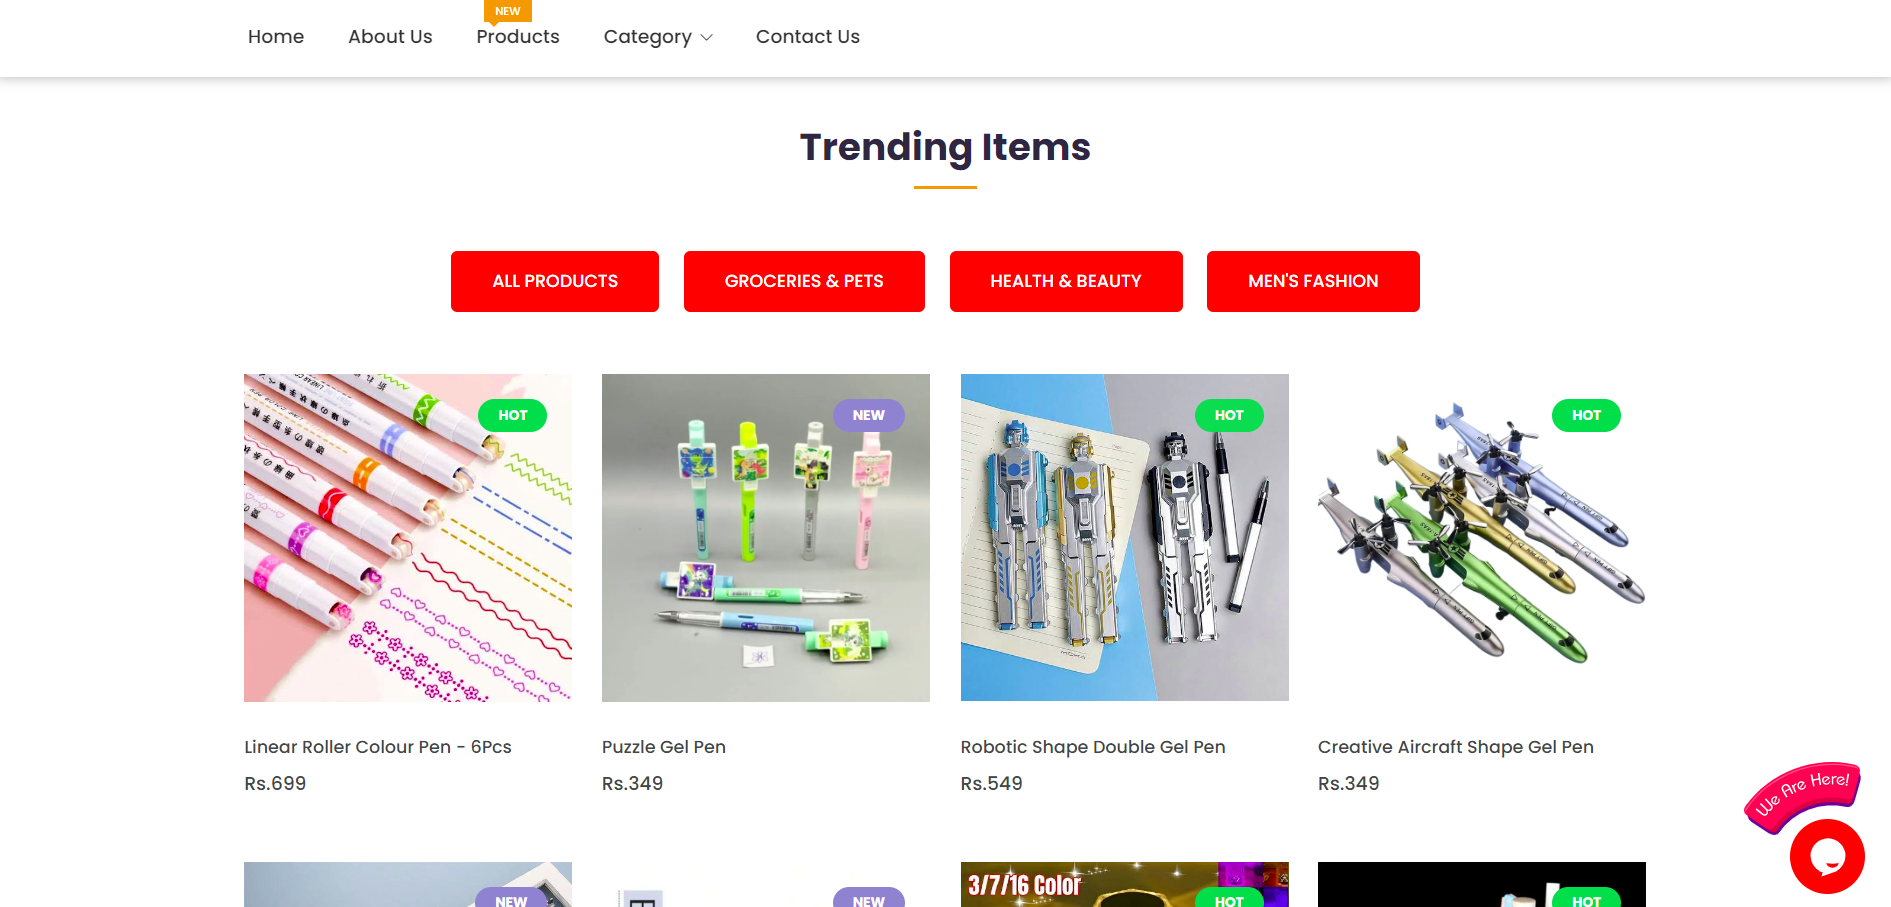 NEW
Home
About Us
Products
Category
Contact Us
Trending Items
ALL PRODUCTS
GROCERIES & PETS
HEALTH & BEAUTY
MEN'S FASHION
HOT
NEW
HOT
HOT
Linear Roller Colour Pen - 6Pcs
Rs.699
Puzzle Gel Pen
Rs.349
Robotic Shape Double Gel Pen
Rs.549
Creative Aircraft Shape Gel Pen
Rs.349
We Are Here!
NEW
NEW
3/7/16 Color
HOT
HOT